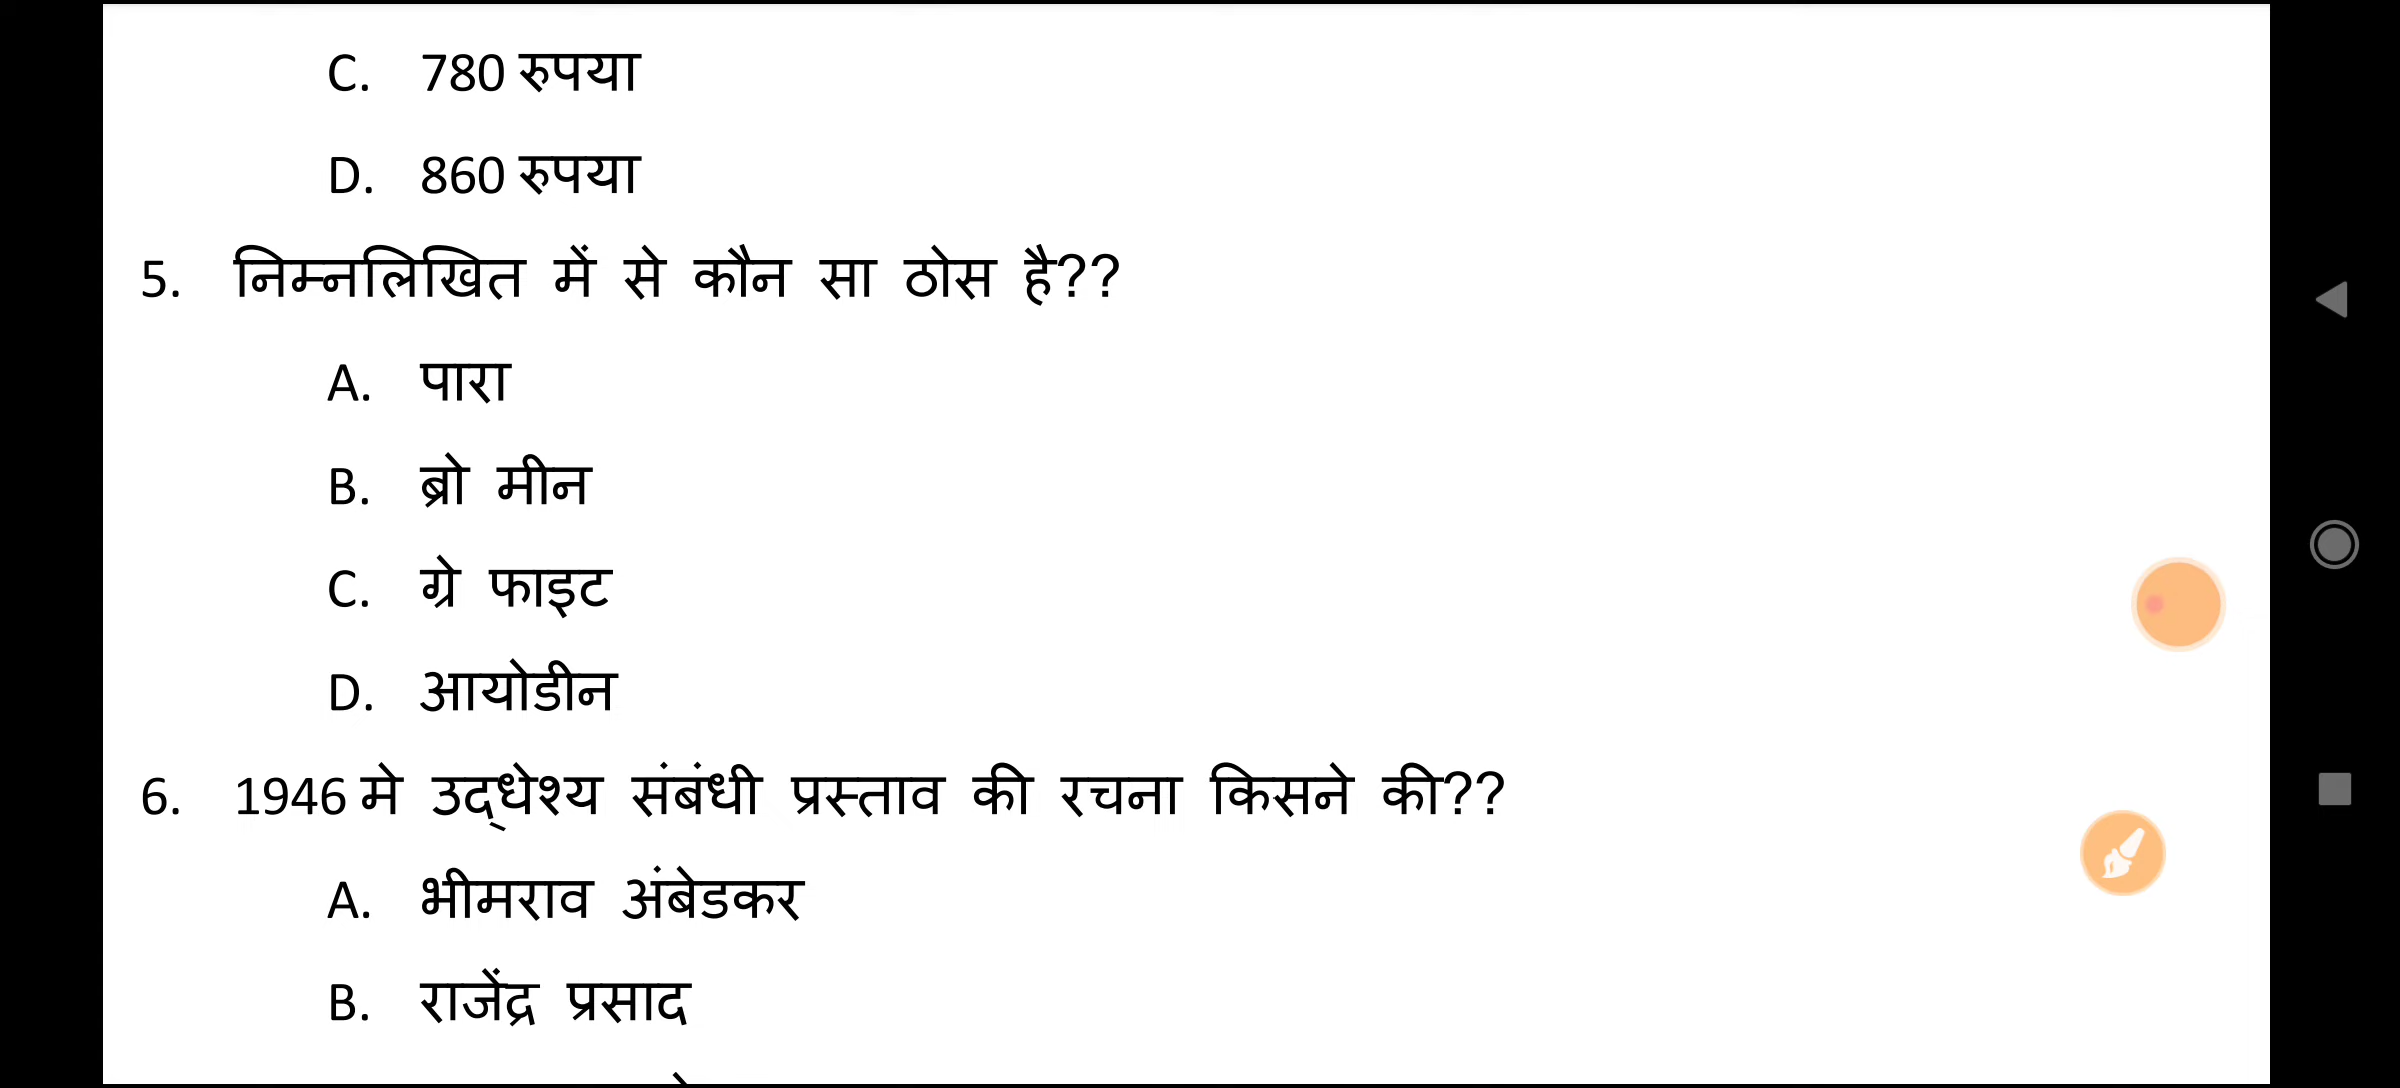 C. 780 रुपया
D. 860 रुपया
5. निम्नलिखित में से कौन सा ठोस है??
A. पारा
B. ब्रो मीन
C. ग्रे फाइट
D. आयोडीन
6. 1946 मे उद्धेश्य संबंधी प्रस्ताव की रचना किसने की??
A. भीमराव अंबेडकर
B. राजेंद्र प्रसाद